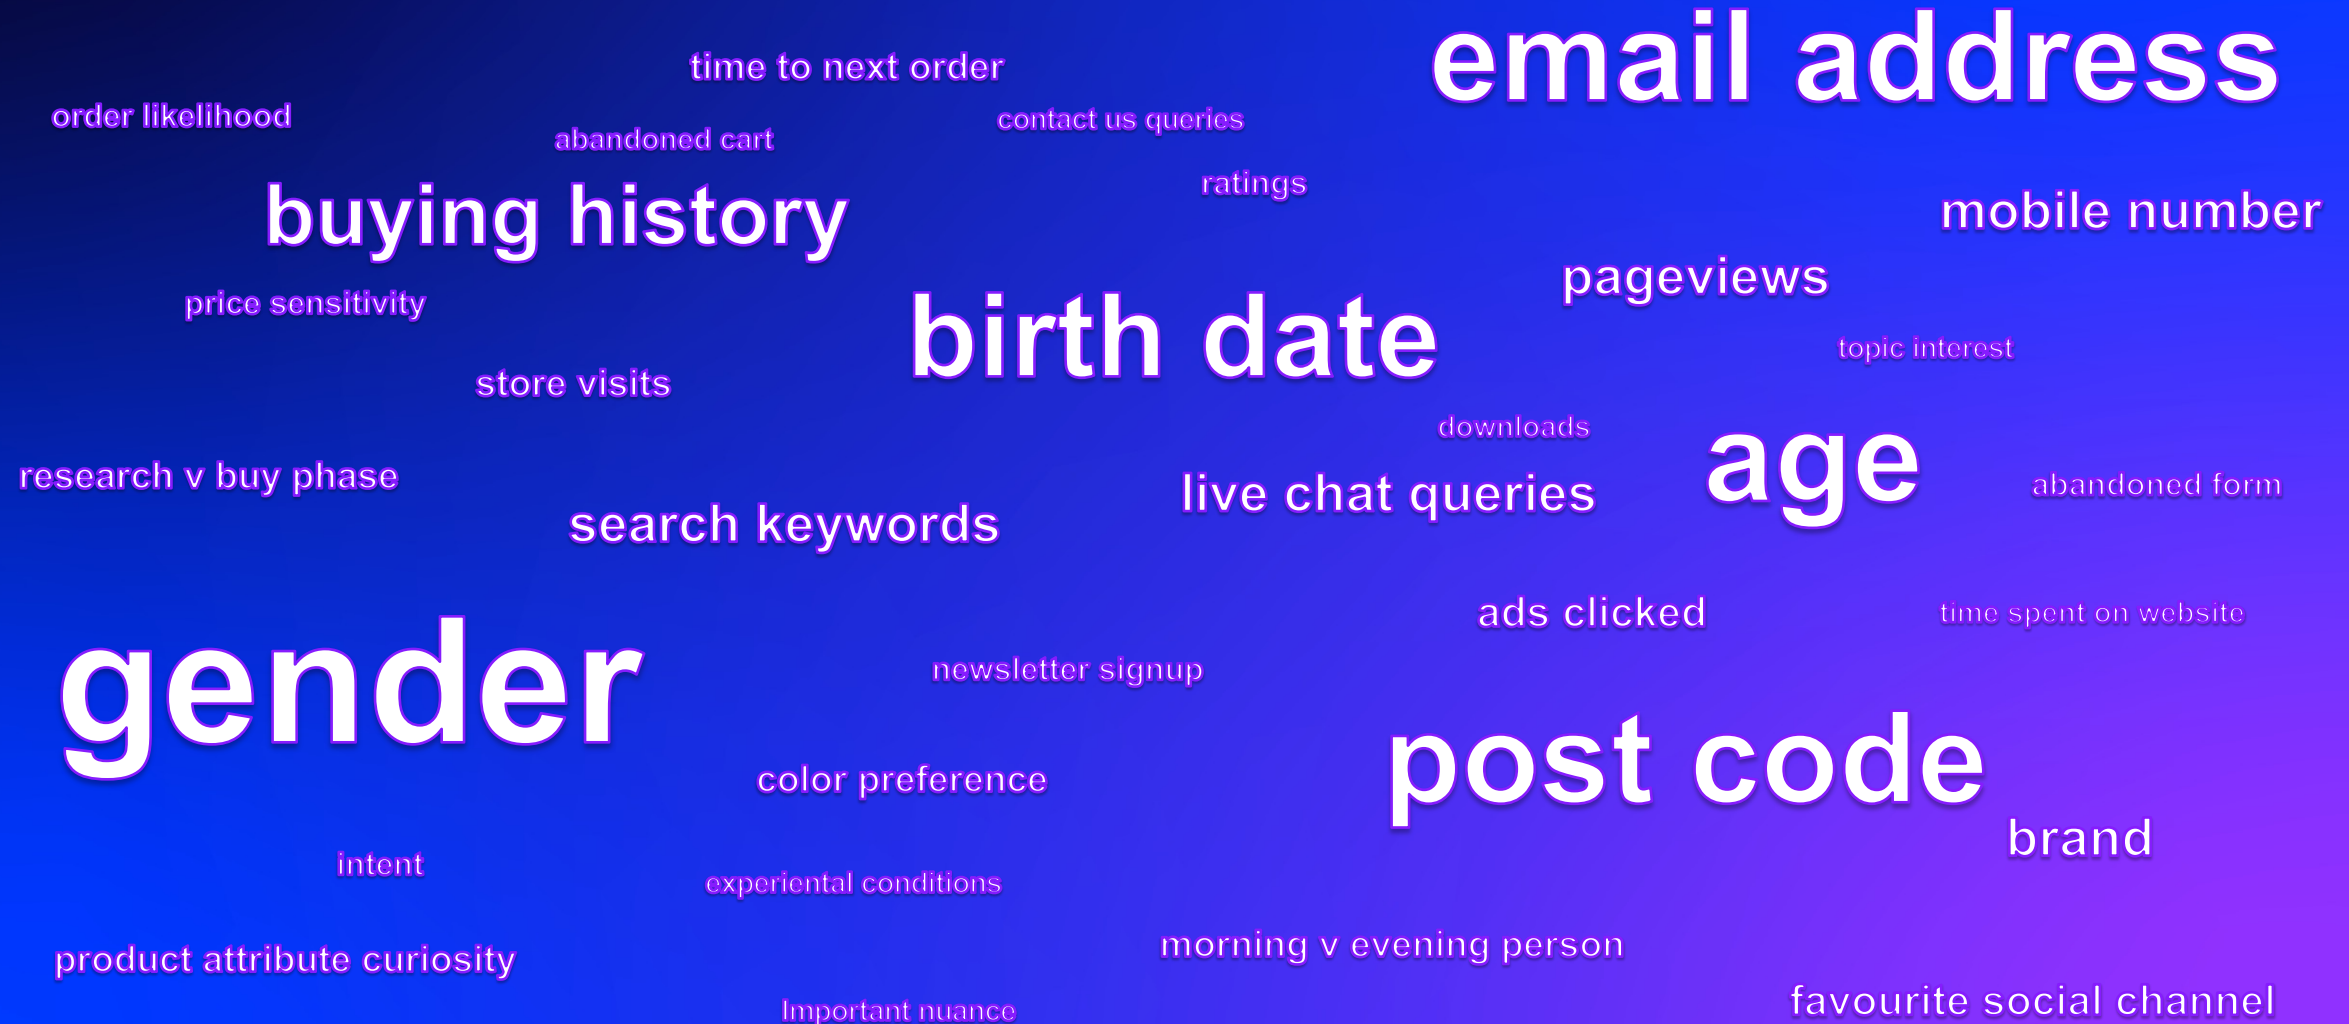 email address
time to next order
order likelihood
contact us queries
abandoned cart
ratings
buying history
mobile number
pageviews
price sensitivity
birth date
topic interest
store visits
downloads
age
research v buy phase
live chat queries
abandoned form
search keywords
ads clicked
time spent on website
gender
newsletter signup
post code
color preference
brand
intent
experiental conditions
morning v evening person
product attribute curiosity
favourite social channel
Important nuance